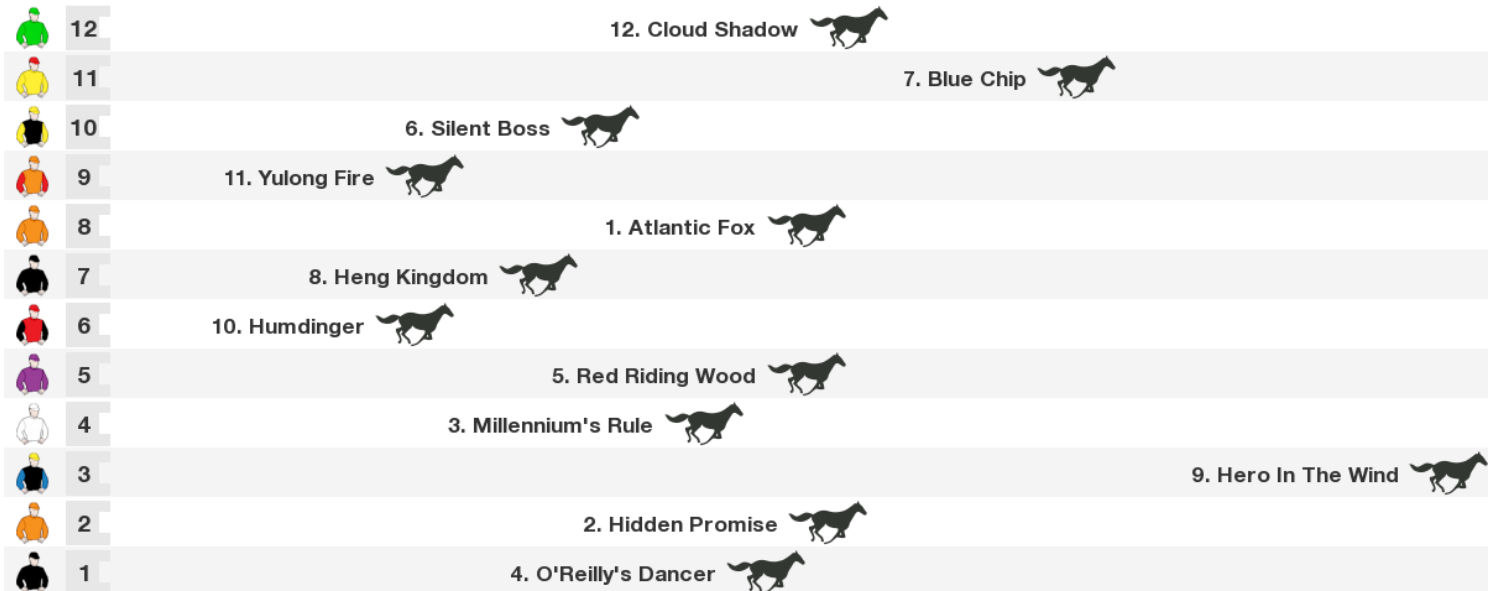 12 12. Cloud Shadow
11 7. Blue Chip
10 6. Silent Boss
9 11. Yulong Fire
8 1. Atlantic Fox
7 8. Heng Kingdom
6 10. Humdinger
5 5. Red Riding Wood
4 3. Millennium's Rule
3 9. Hero In The Wind
2 2. Hidden Promise
1 4. O'Reilly's Dancer